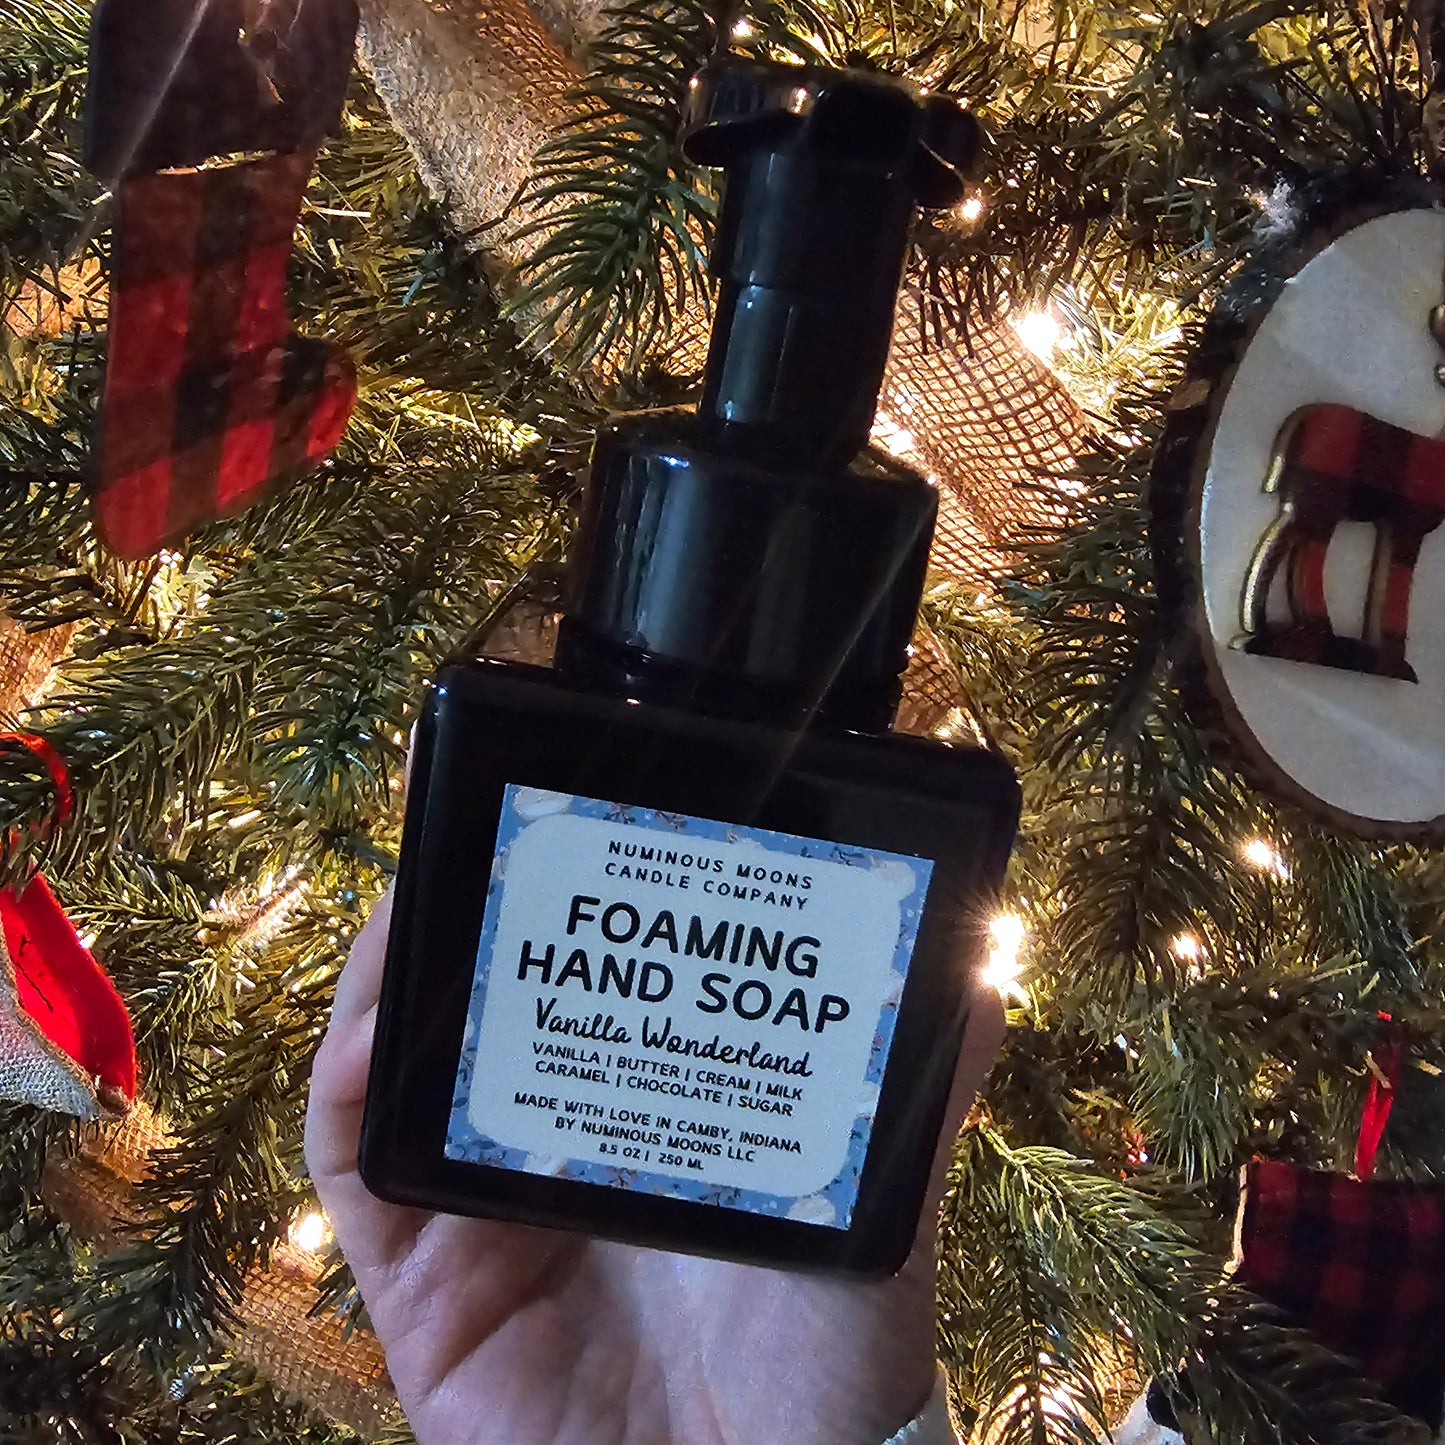 NUMINOUS MOONS
CANDLE COMPANY
FOAMING
HAND SOAP
Vanilla Wonderland
VANILLA | BUTTER | CREAM | MILK
CARAMEL | CHOCOLATE | SUGAR
MADE WITH LOVE IN CAMBY, INDIANA
BY NUMINOUS MOONS LLC
8.5 OZ | 250 ML